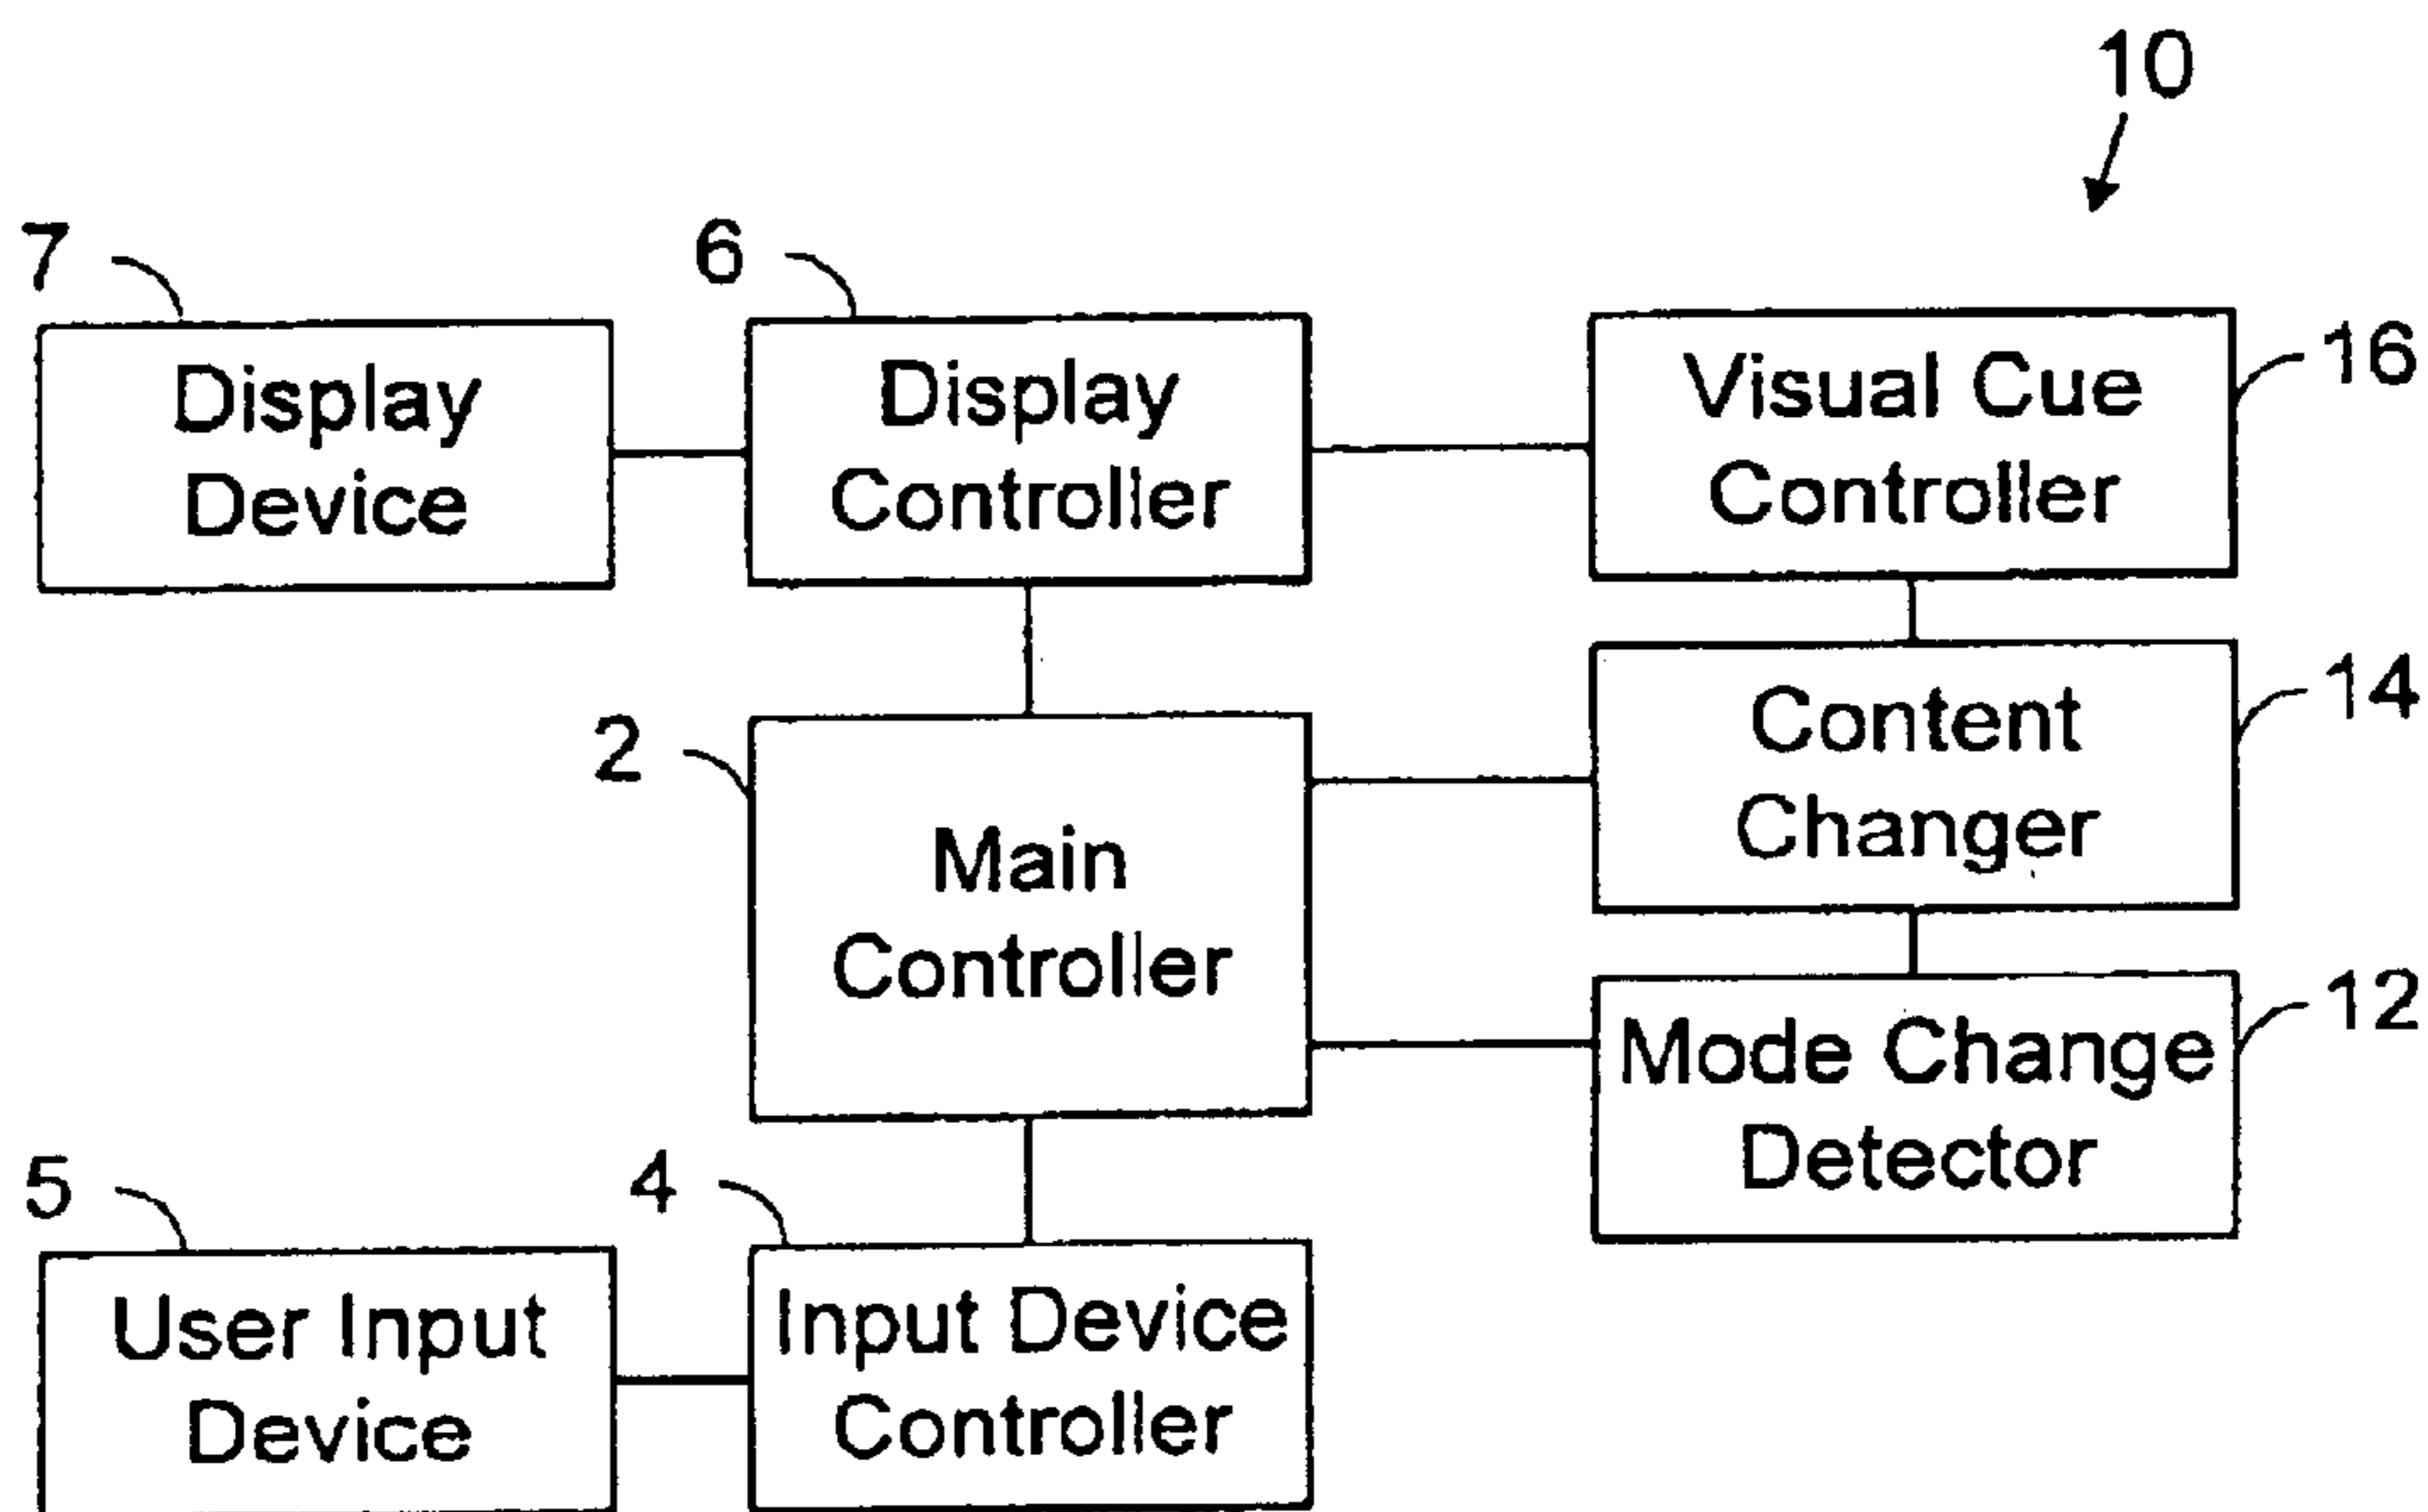 10
7
6
16
Display
Device
Display
Controller
Visual Cue
Controller
2
14
Main
Controller
Content
Changer
12
Mode Change
Detector
5
4
User Input
Device
Input Device
Controller